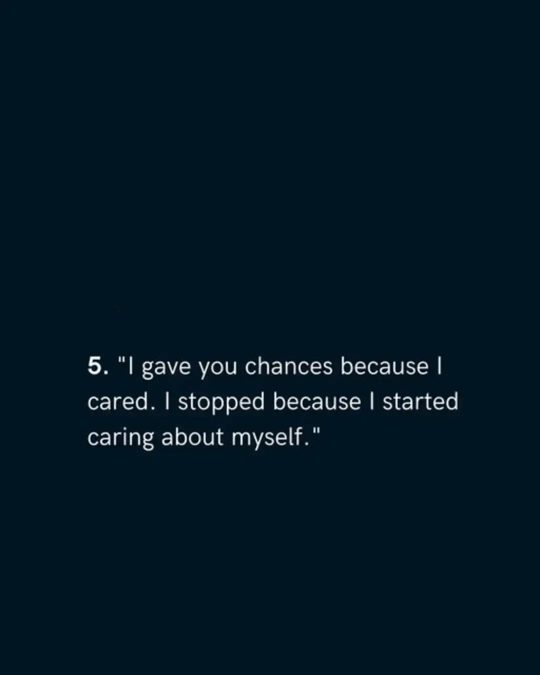 5. "I gave you chances because I
cared. I stopped because I started
caring about myself."